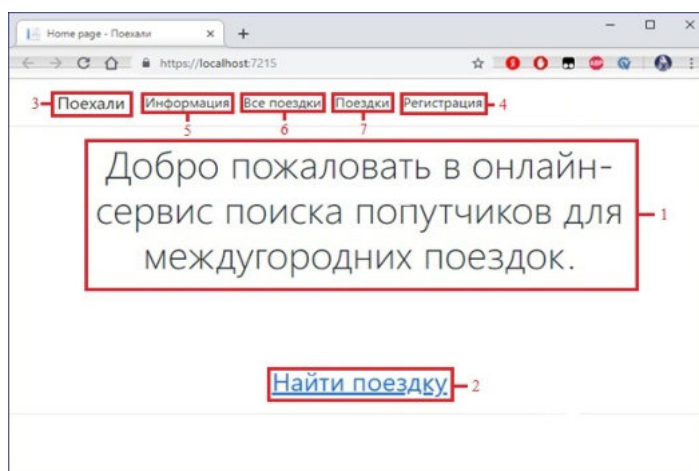 Home page - Поехали
https://localhost:7215
3 Поехали Информация Все поездки Поездки Регистрация 4
5 6 7
Добро пожаловать в онлайн-
сервис поиска попутчиков для 1
междугородних поездок.
Найти поездку 2